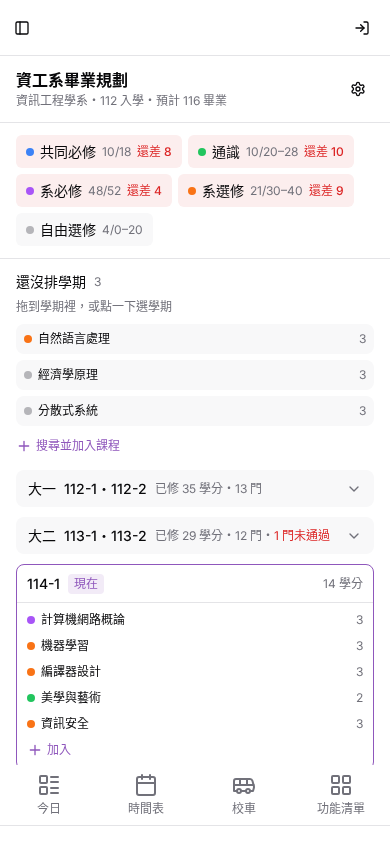 資工系畢業規劃
資訊工程學系・112 入學・預計 116 畢業
共同必修 10/18 還差 8
通識 10/20–28 還差 10
系必修 48/52 還差 4
系選修 21/30–40 還差 9
自由選修 4/0–20
還沒排學期 3
拖到學期裡，或點一下選學期
自然語言處理 3
經濟學原理 3
分散式系統 3
搜尋並加入課程
大一 112-1・112-2 已修 35 學分・13 門
大二 113-1・113-2 已修 29 學分・12 門・1 門未通過
114-1 現在 14 學分
計算機網路概論 3
機器學習 3
編譯器設計 3
美學與藝術 2
資訊安全 3
加入
今日 時間表 校車 功能清單